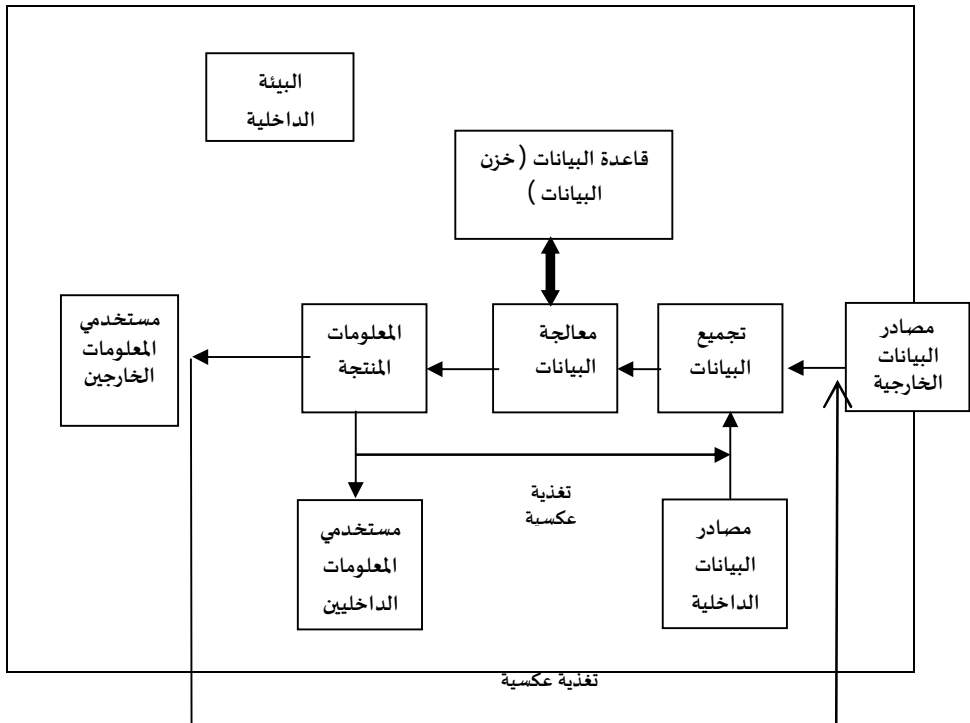 البيئة
الداخلية
قاعدة البيانات ( خزن
البيانات )
مصادر
البيانات
الخارجية
تجميع
البيانات
معالجة
البيانات
المعلومات
المنتجة
مستخدمي
المعلومات
الخارجين
تغذية
عكسية
مصادر
البيانات
الداخلية
مستخدمي
المعلومات
الداخليين
تغذية عكسية